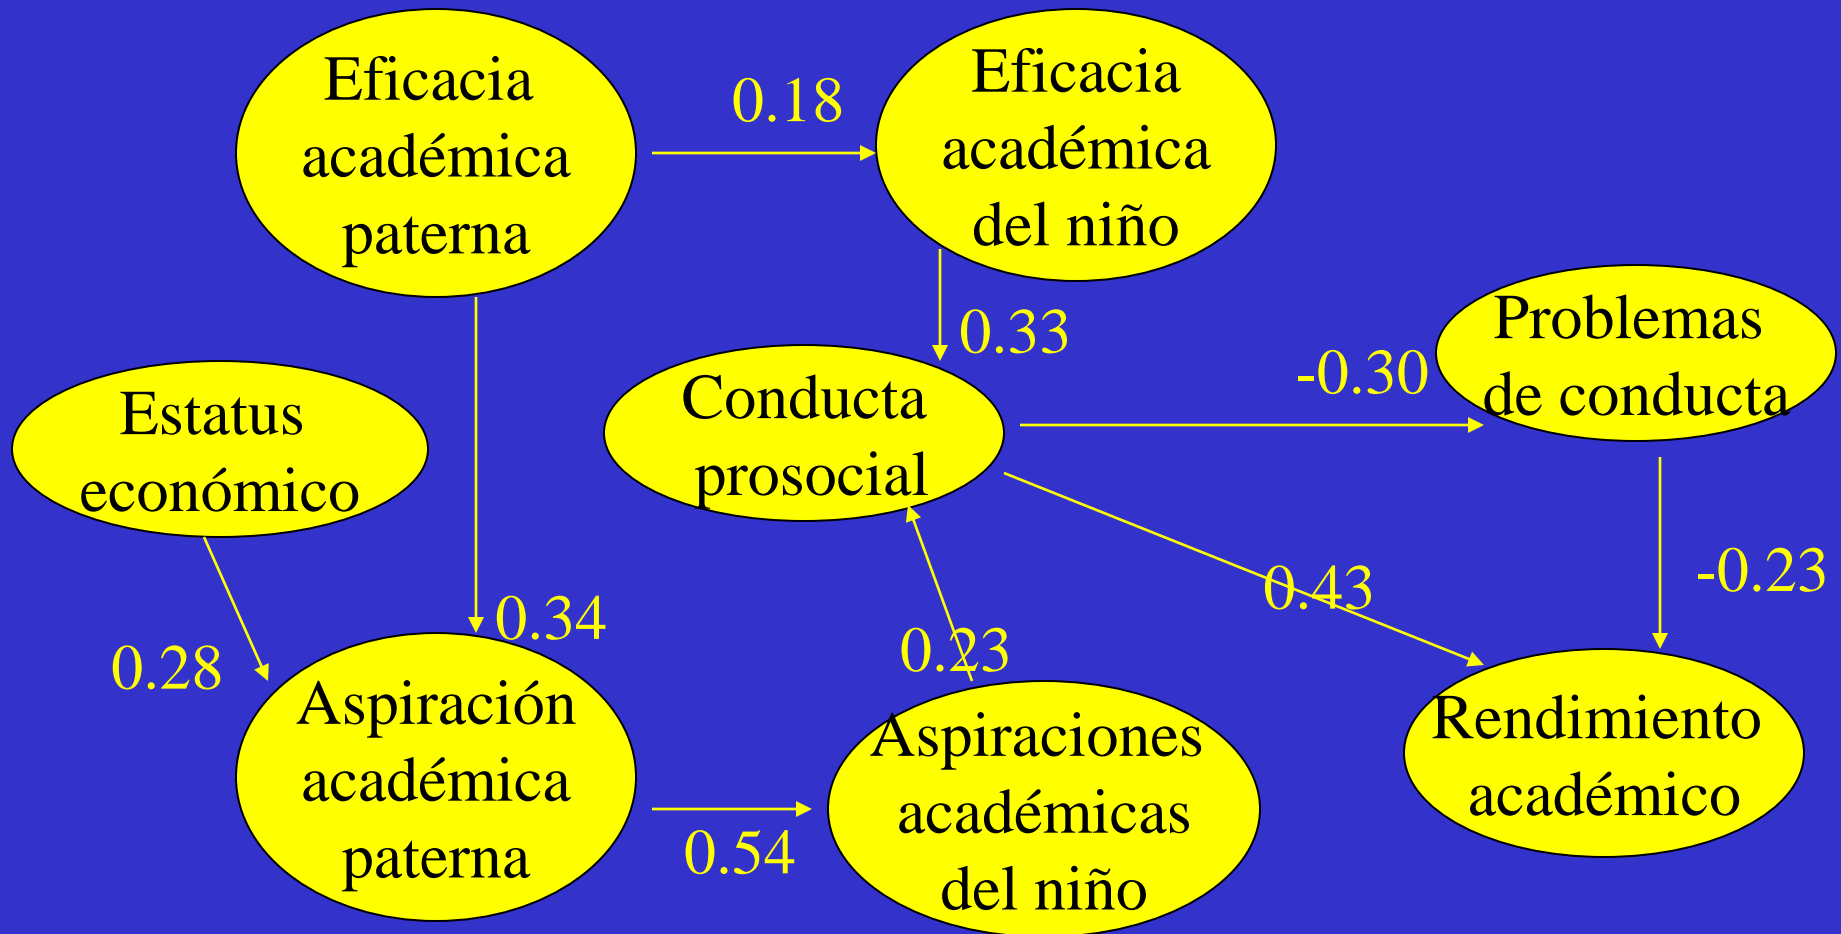 Eficacia
académica
paterna
0.18
Eficacia
académica
del niño
0.33
Problemas
de conducta
-0.30
Estatus
económico
Conducta
prosocial
0.28
0.34
0.23
0.43
-0.23
Aspiración
académica
paterna
0.54
Aspiraciones
académicas
del niño
Rendimiento
académico